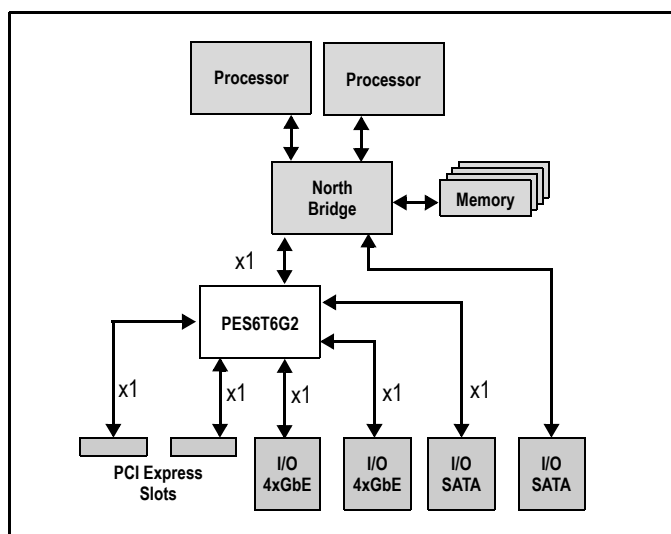 Processor
Processor
North
Bridge
Memory
x1
PES6T6G2
x1
x1
x1
x1
x1
PCI Express
Slots
I/O
4xGbE
I/O
4xGbE
I/O
SATA
I/O
SATA